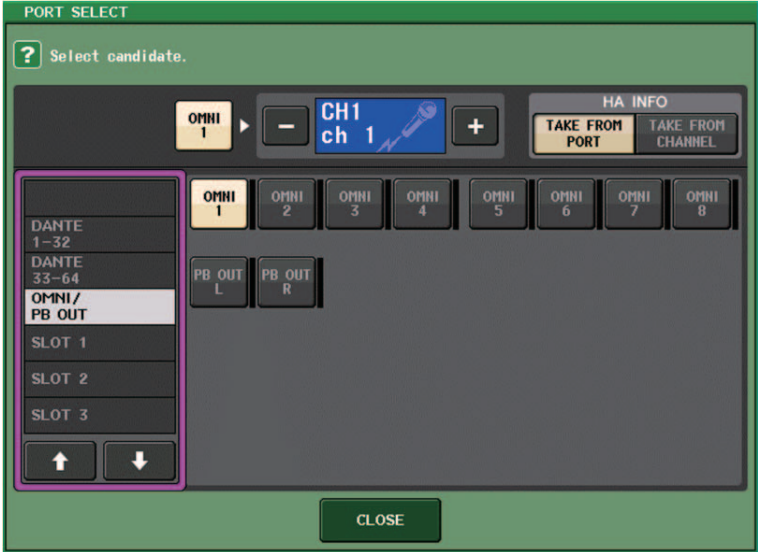 PORT SELECT
? Select candidate.
OMNI
1
−
CH1
ch 1
+
HA INFO
TAKE FROM
PORT
TAKE FROM
CHANNEL
DANTE
1-32
DANTE
33-64
OMNI/
PB OUT
SLOT 1
SLOT 2
SLOT 3
OMNI
1
OMNI
2
OMNI
3
OMNI
4
OMNI
5
OMNI
6
OMNI
7
OMNI
8
PB OUT
L
PB OUT
R
CLOSE